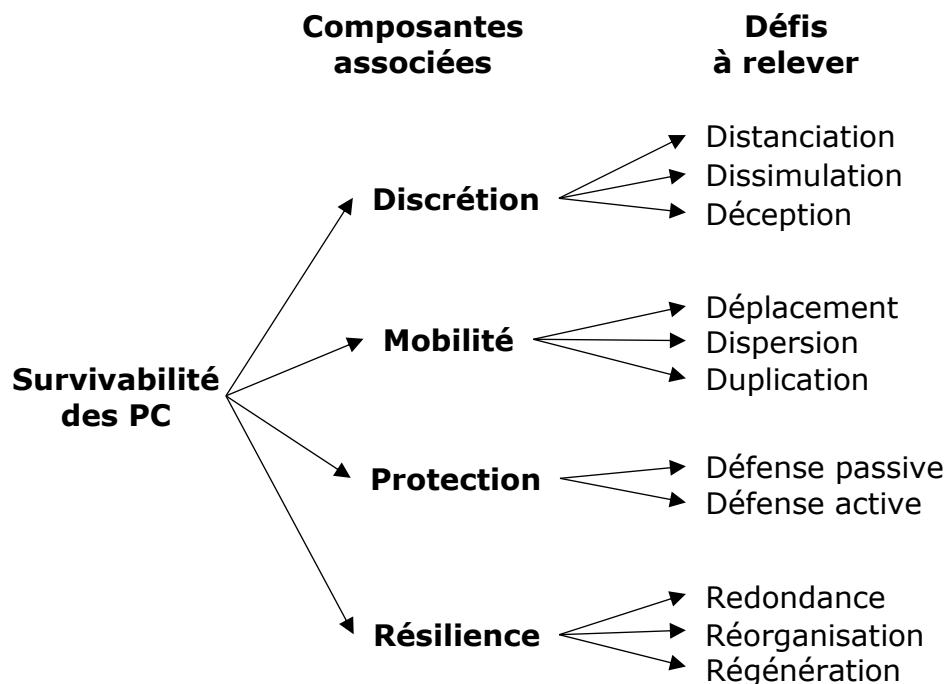 Composantes
associées
Défis
à relever
Survivabilité
des PC
Discrétion
Distanciation
Dissimulation
Déception
Mobilité
Déplacement
Dispersion
Duplication
Protection
Défense passive
Défense active
Résilience
Redondance
Réorganisation
Régénération